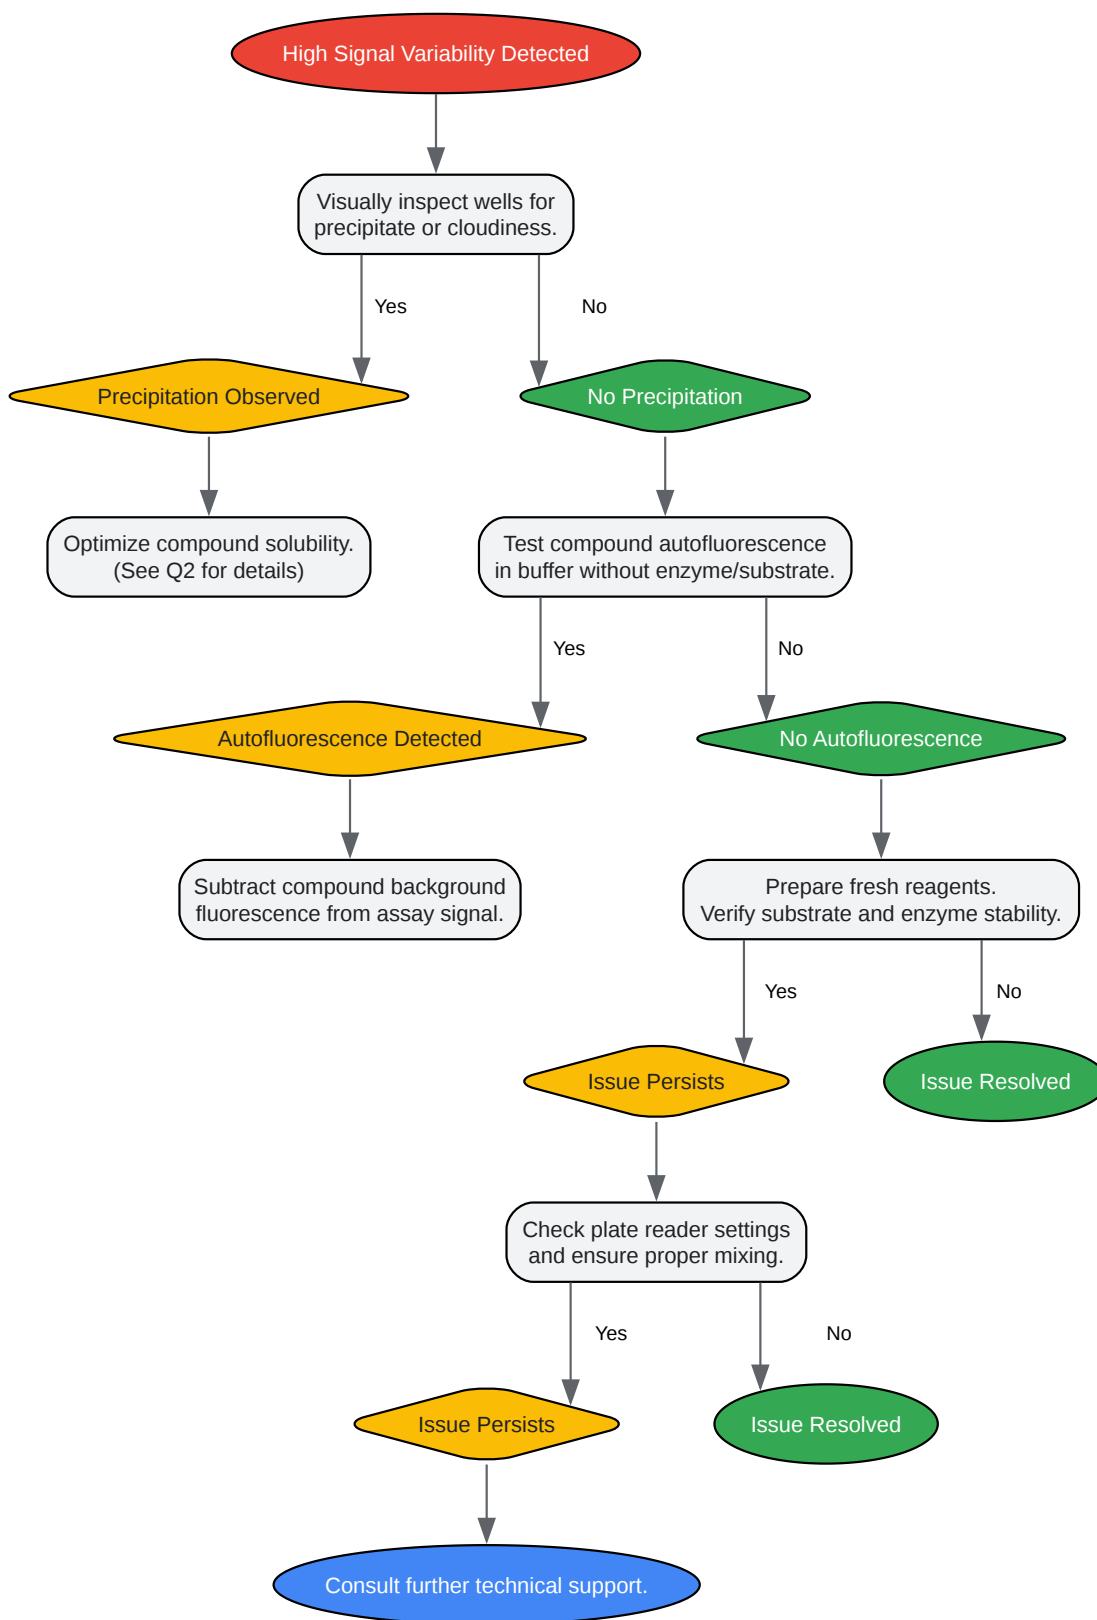 High Signal Variability Detected
Visually inspect wells for
precipitate or cloudiness.
Yes
No
Precipitation Observed
No Precipitation
Optimize compound solubility.
(See Q2 for details)
Test compound autofluorescence
in buffer without enzyme/substrate.
Yes
No
Autofluorescence Detected
No Autofluorescence
Subtract compound background
fluorescence from assay signal.
Prepare fresh reagents.
Verify substrate and enzyme stability.
Yes
No
Issue Persists
Issue Resolved
Check plate reader settings
and ensure proper mixing.
Yes
No
Issue Persists
Issue Resolved
Consult further technical support.